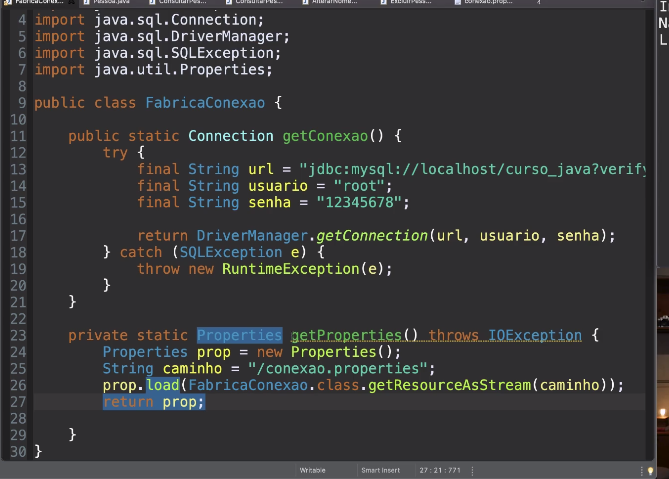 FabricaConex...
Pessoa.java
ConsultarPes...
ConsultarPes...
AlterarNome...
ExcluirPess...
conexao.prop...
4 import java.sql.Connection;
5 import java.sql.DriverManager;
6 import java.sql.SQLException;
7 import java.util.Properties;
8
9 public class FabricaConexao {
10
11 public static Connection getConexao() {
12 try {
13 final String url = "jdbc:mysql://localhost/curso_java?verify
14 final String usuario = "root";
15 final String senha = "12345678";
16
17 return DriverManager.getConnection(url, usuario, senha);
18 } catch (SQLException e) {
19 throw new RuntimeException(e);
20 }
21 }
22
23 private static Properties getProperties() throws IOException {
24 Properties prop = new Properties();
25 String caminho = "/conexao.properties";
26 prop.load(FabricaConexao.class.getResourceAsStream(caminho));
27 return prop;
28
29 }
30 }
Writable
Smart Insert
27 : 21 : 771